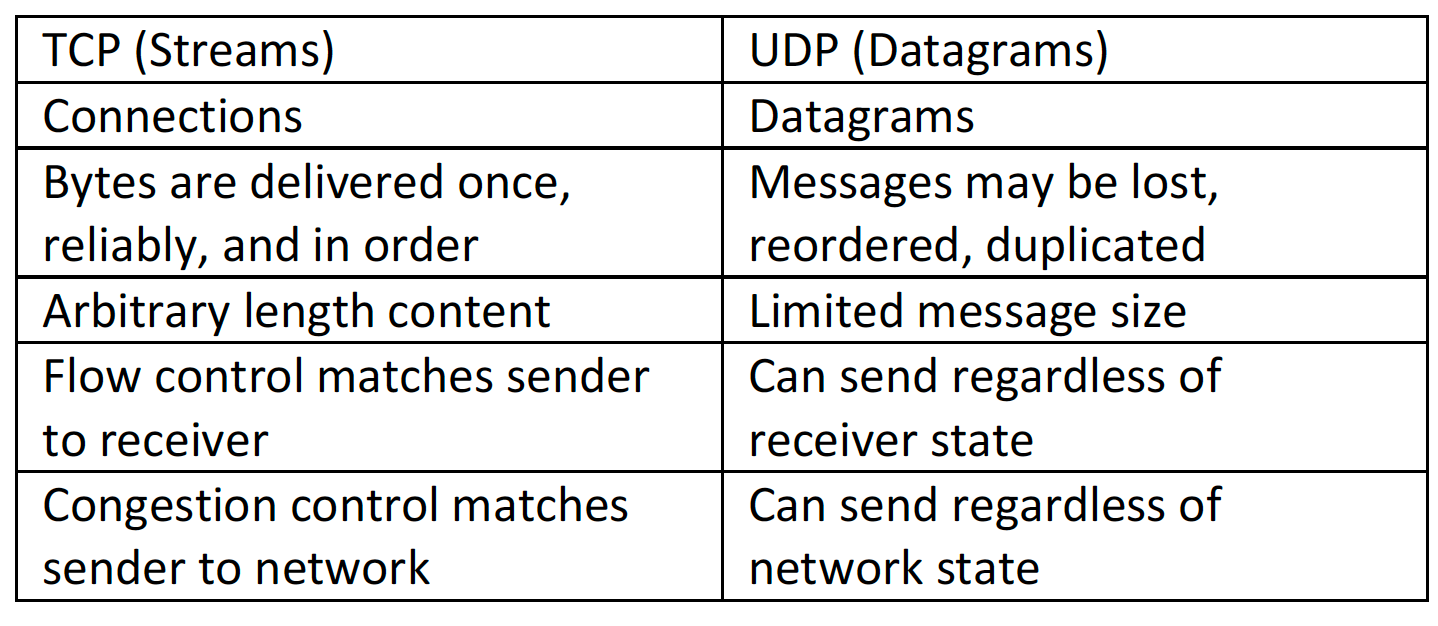 TCP (Streams)
UDP (Datagrams)
Connections
Datagrams
Bytes are delivered once,
reliably, and in order
Messages may be lost,
reordered, duplicated
Arbitrary length content
Limited message size
Flow control matches sender
to receiver
Can send regardless of
receiver state
Congestion control matches
sender to network
Can send regardless of
network state